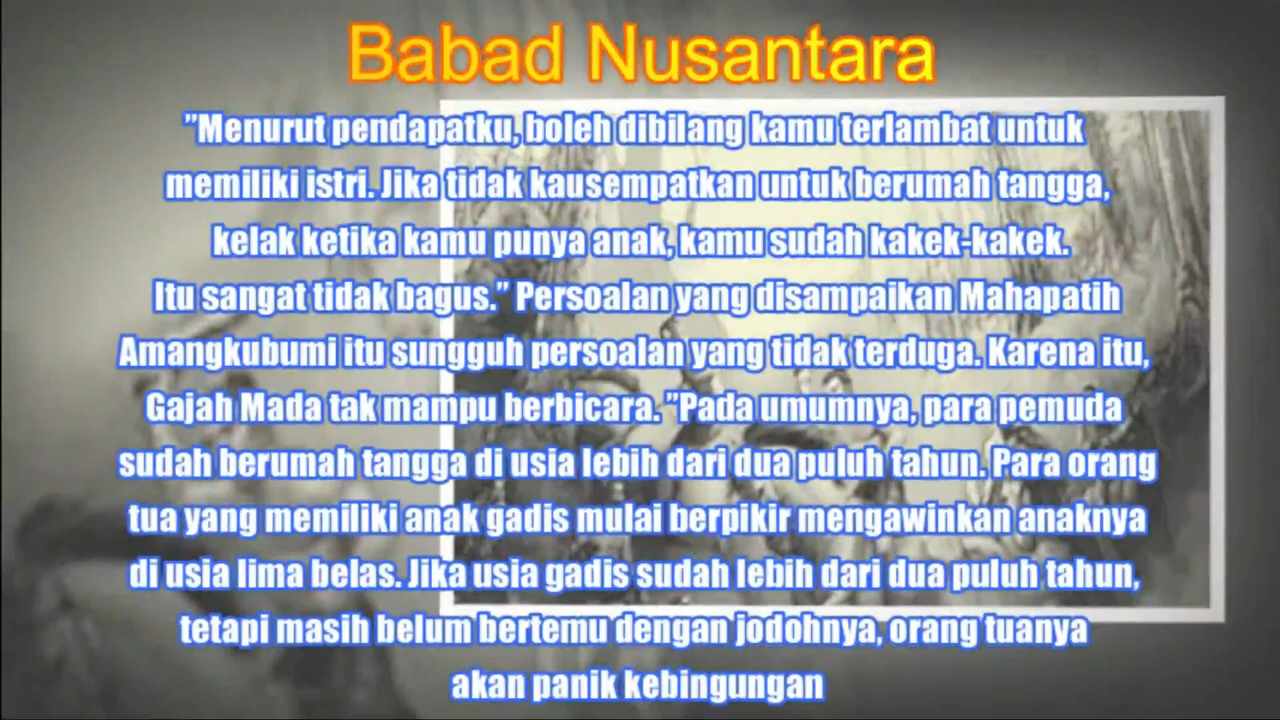 Babad Nusantara
”Menurut pendapatku, boleh dibilang kamu terlambat untuk
memiliki istri. Jika tidak kausempatkan untuk berumah tangga,
kelak ketika kamu punya anak, kamu sudah kakek-kakek.
Itu sangat tidak bagus.” Persoalan yang disampaikan Mahapatih
Amangkubumi itu sungguh persoalan yang tidak terduga. Karena itu,
Gajah Mada tak mampu berbicara. ”Pada umumnya, para pemuda
sudah berumah tangga di usia lebih dari dua puluh tahun. Para orang
tua yang memiliki anak gadis mulai berpikir mengawinkan anaknya
di usia lima belas. Jika usia gadis sudah lebih dari dua puluh tahun,
tetapi masih belum bertemu dengan jodohnya, orang tuanya
akan panik kebingungan